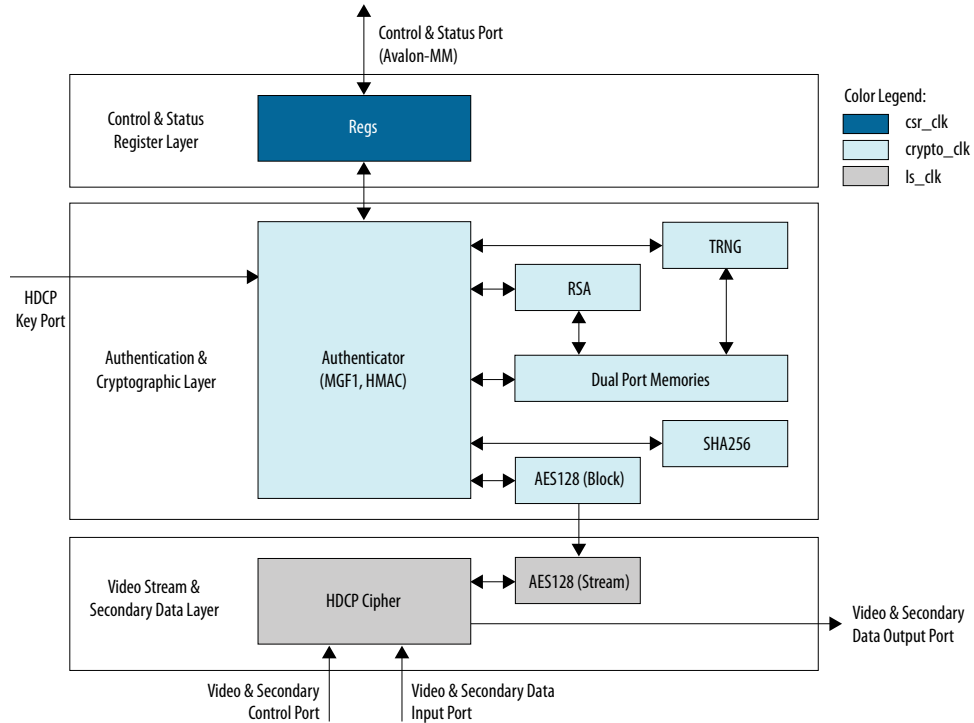 Control & Status Port
(Avalon-MM)
Control & Status
Register Layer
Regs
Color Legend:
csr_clk
crypto_clk
ls_clk
HDCP
Key Port
Authentication &
Cryptographic Layer
Authenticator
(MGF1, HMAC)
TRNG
RSA
Dual Port Memories
SHA256
AES128 (Block)
Video Stream &
Secondary Data Layer
HDCP Cipher
AES128 (Stream)
Video & Secondary
Data Output Port
Video & Secondary
Control Port
Video & Secondary Data
Input Port